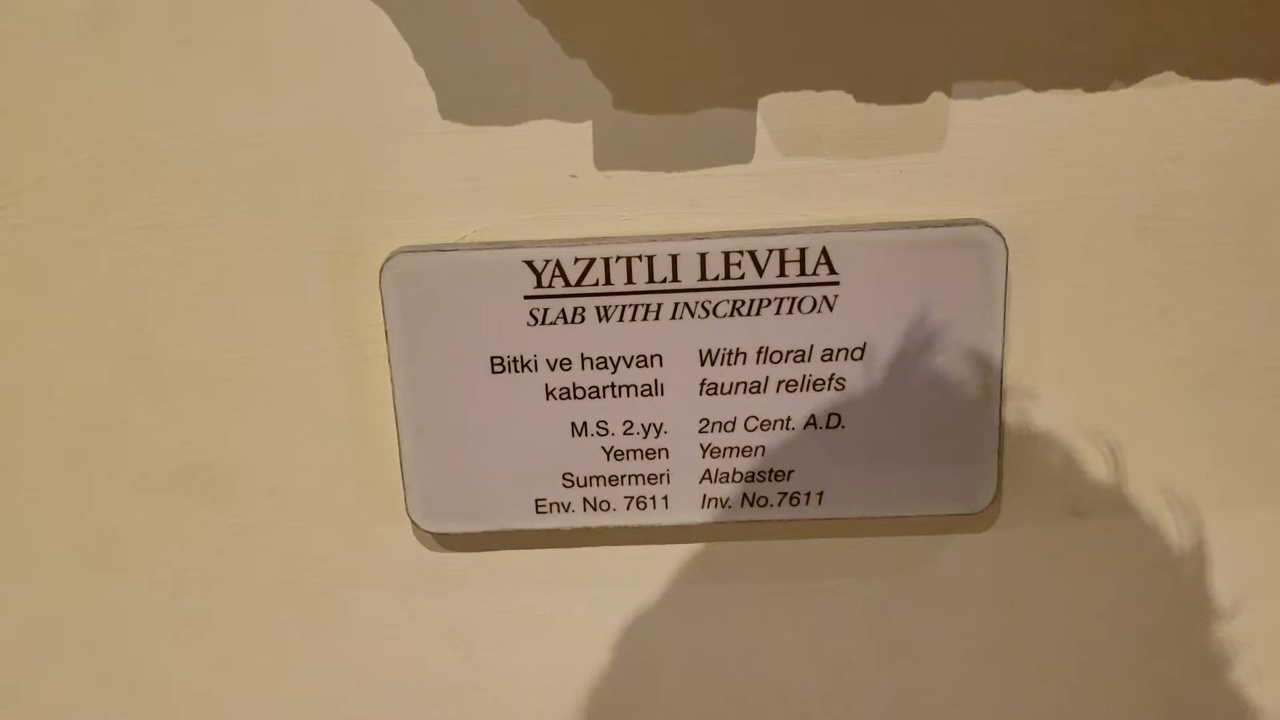 YAZITLI LEVHA
SLAB WITH INSCRIPTION
Bitki ve hayvan With floral and
kabartmalı faunal reliefs
M.S. 2.yy. 2nd Cent. A.D.
Yemen Yemen
Sumermeri Alabaster
Env. No. 7611 Inv. No.7611